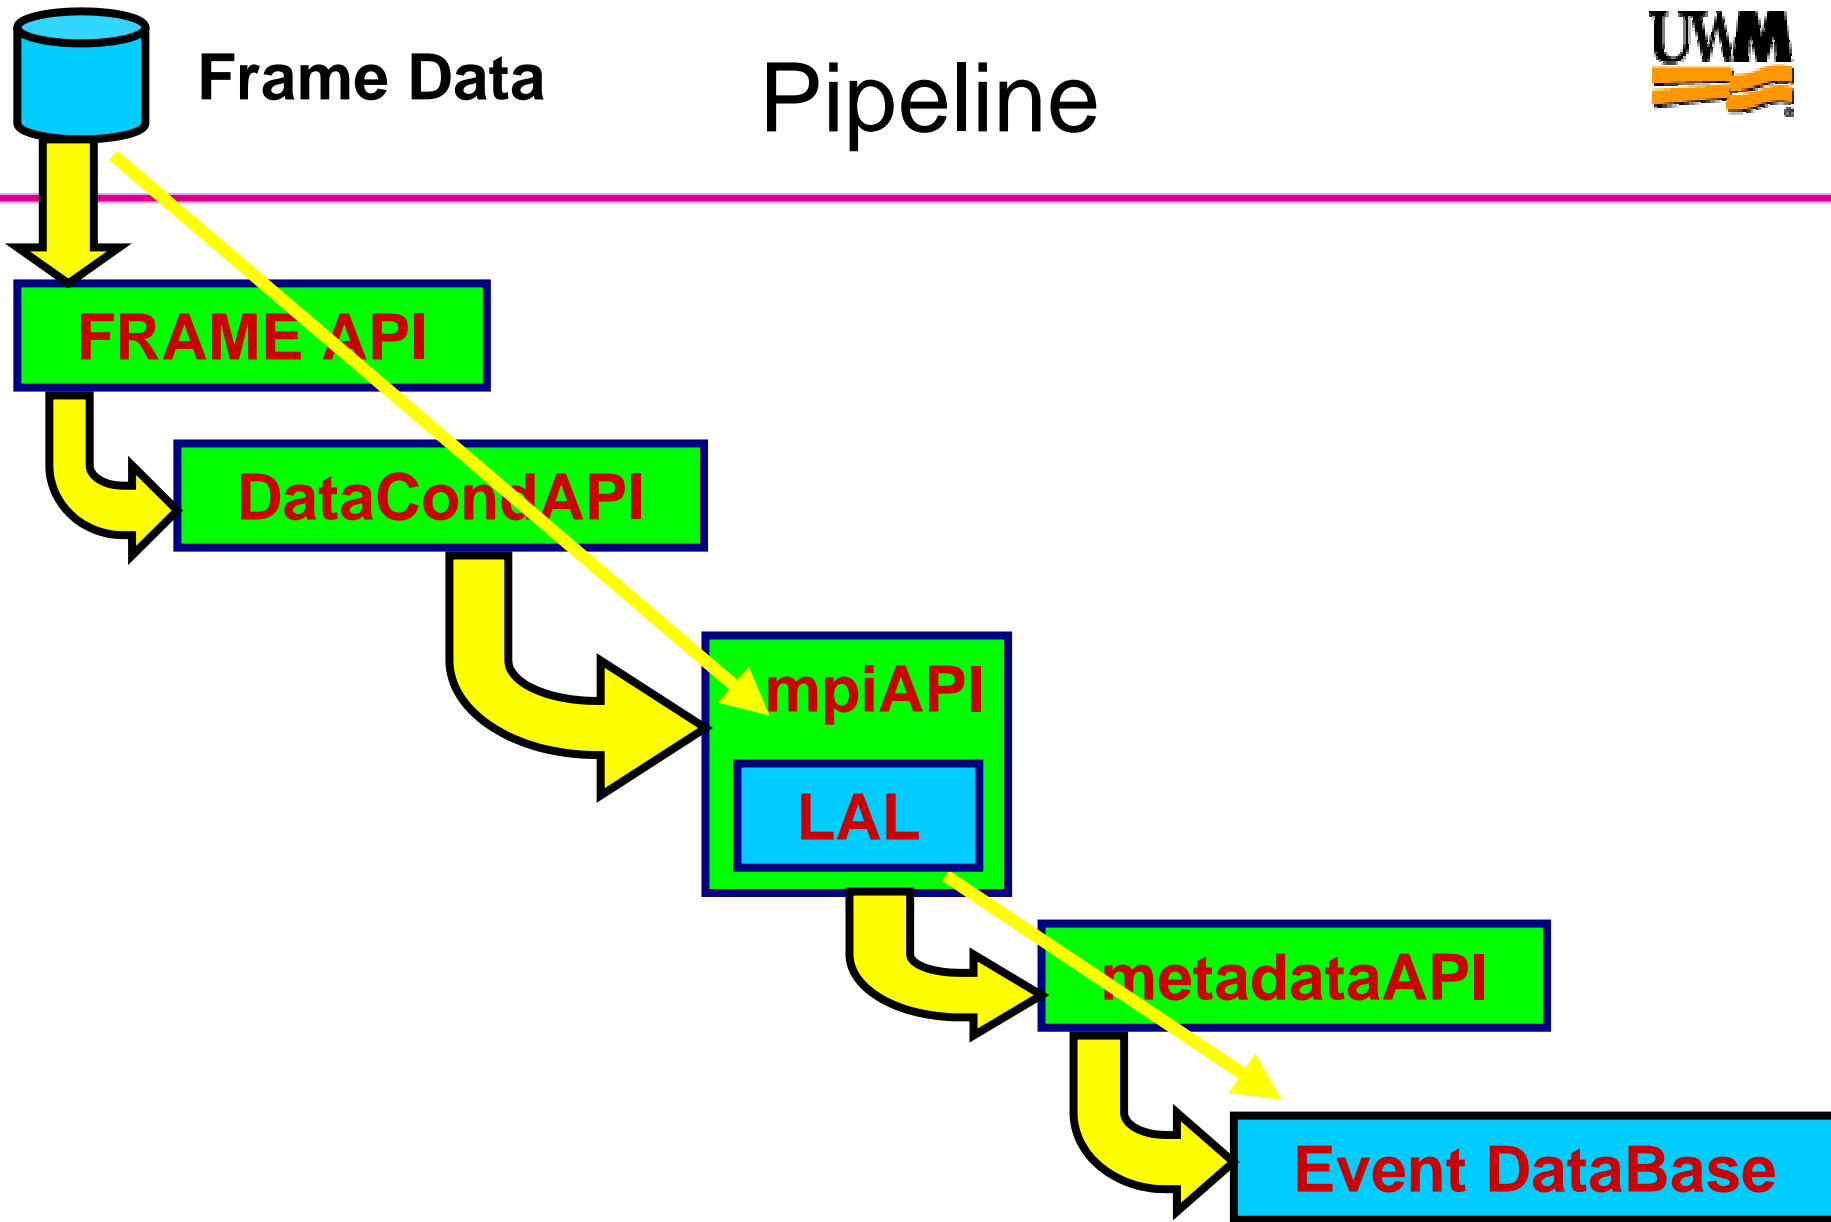 Frame Data
Pipeline
UWM
FRAME API
DataCondAPI
mpiAPI
LAL
metadataAPI
Event DataBase